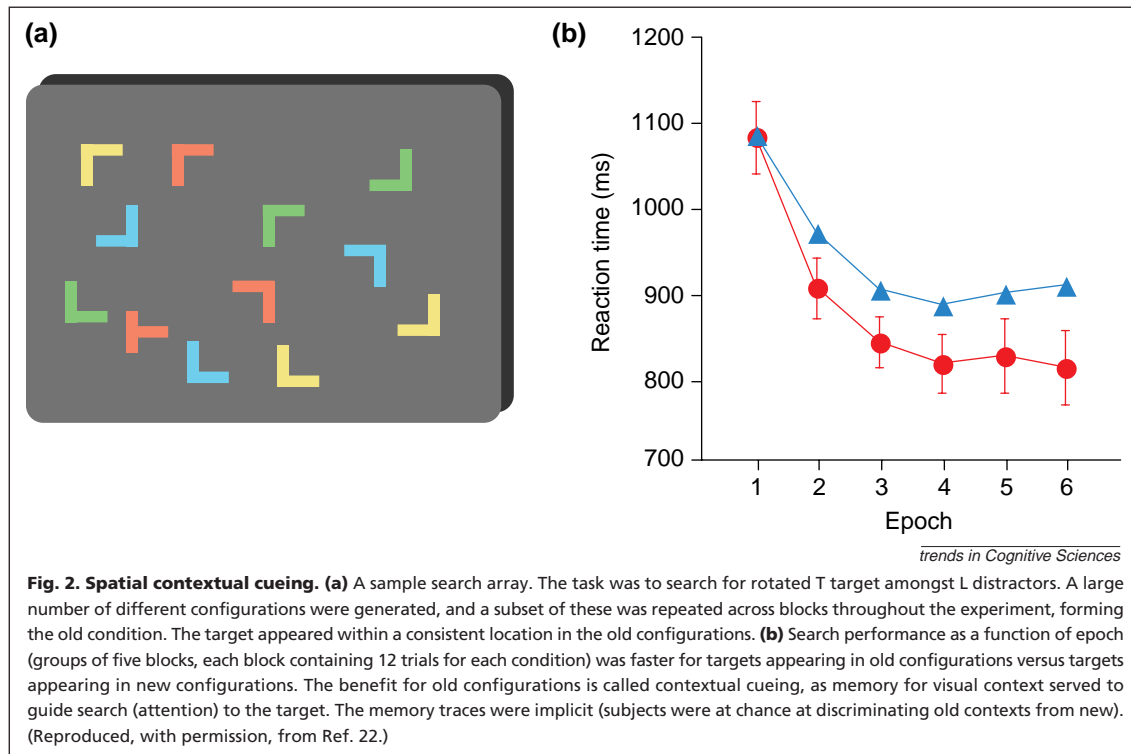 (a)
(b)
1200
1100
1000
900
800
700
Reaction time (ms)
1 2 3 4 5 6
Epoch
trends in Cognitive Sciences
Fig. 2. Spatial contextual cueing. (a) A sample search array. The task was to search for rotated T target amongst L distractors. A large
number of different configurations were generated, and a subset of these was repeated across blocks throughout the experiment, forming
the old condition. The target appeared within a consistent location in the old configurations. (b) Search performance as a function of epoch
(groups of five blocks, each block containing 12 trials for each condition) was faster for targets appearing in old configurations versus targets
appearing in new configurations. The benefit for old configurations is called contextual cueing, as memory for visual context served to
guide search (attention) to the target. The memory traces were implicit (subjects were at chance at discriminating old contexts from new).
(Reproduced, with permission, from Ref. 22.)